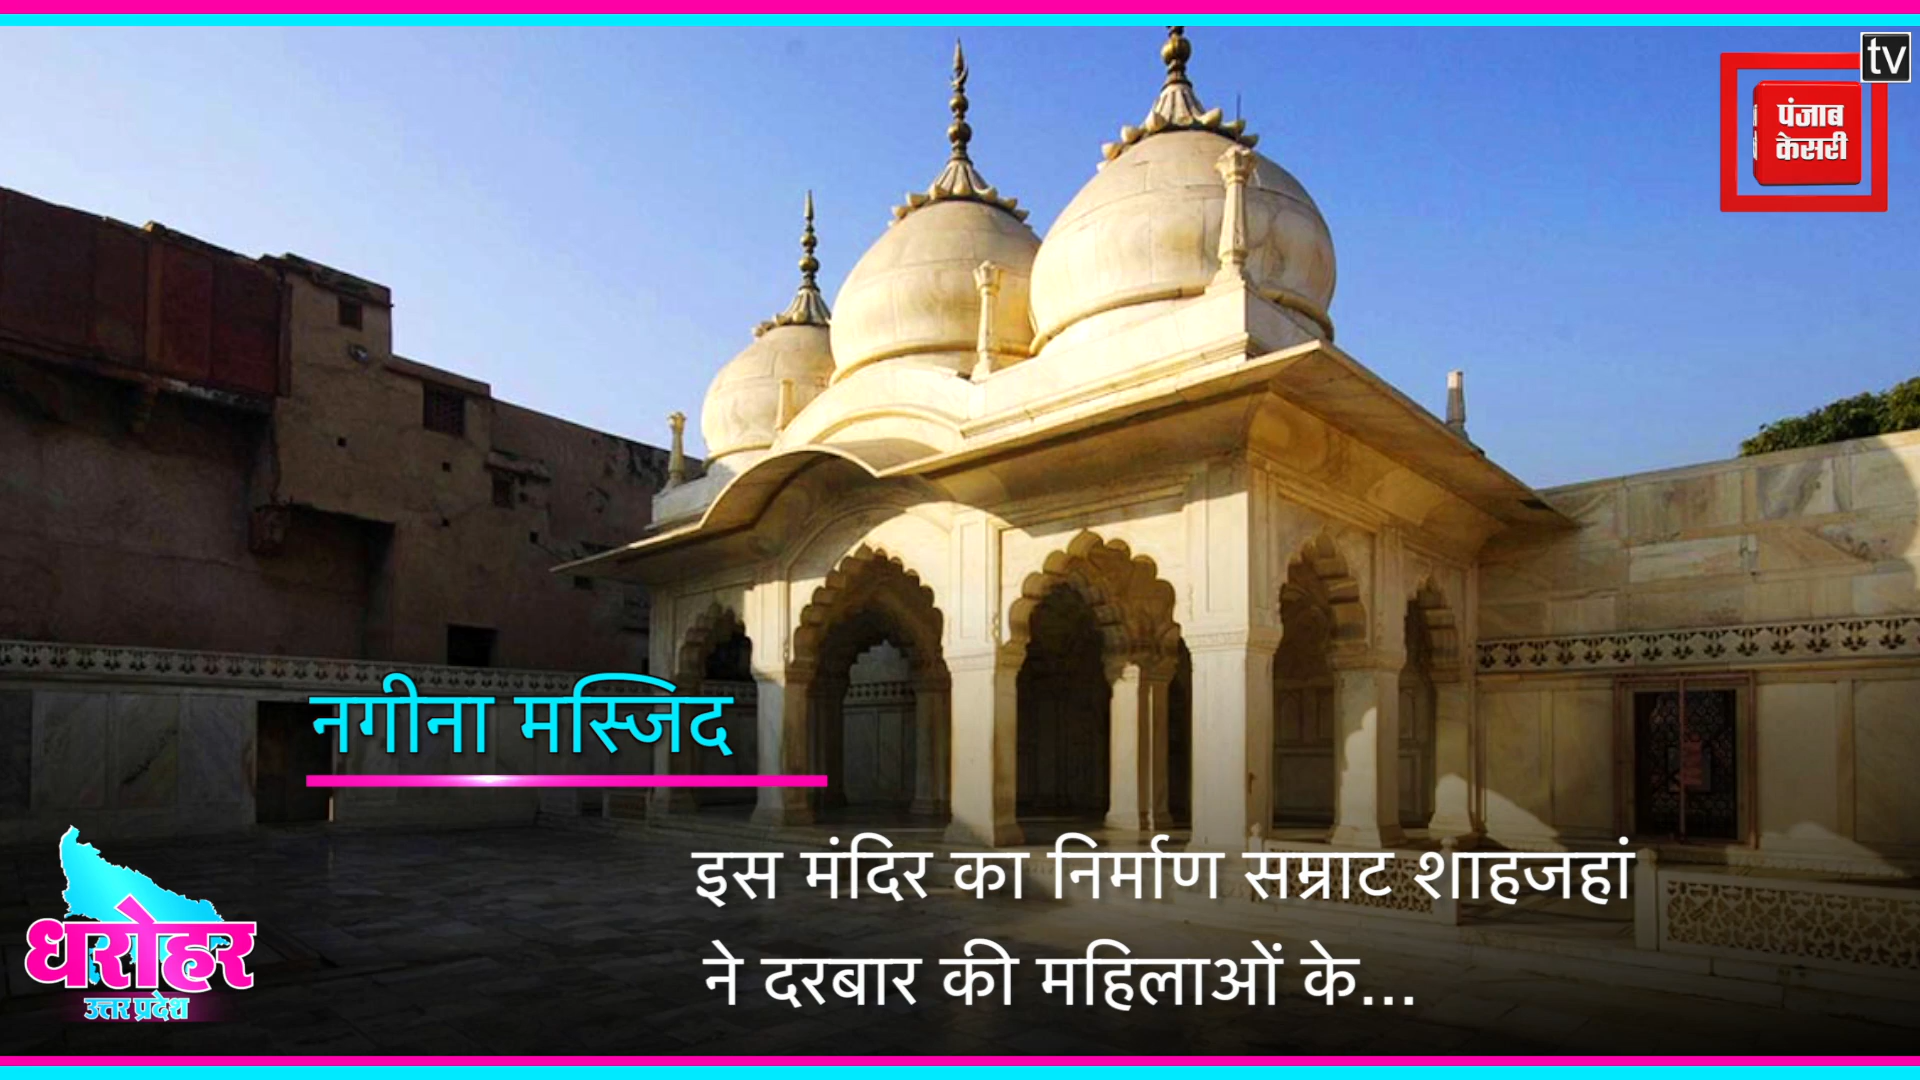 tv
पंजाब
केसरी
नगीना मस्जिद
इस मंदिर का निर्माण सम्राट शाहजहां
ने दरबार की महिलाओं के...
धरोहर
उत्तर प्रदेश